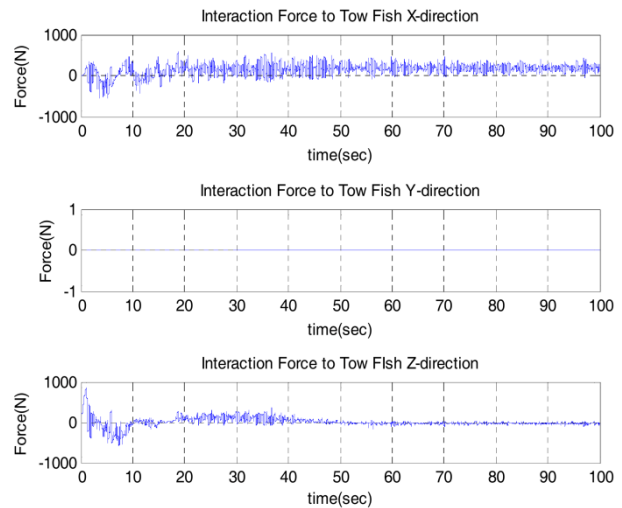 Interaction Force to Tow Fish X-direction
1000
0
-1000
Force(N)
0 10 20 30 40 50 60 70 80 90 100
time(sec)
Interaction Force to Tow Fish Y-direction
1
0
-1
Force(N)
0 10 20 30 40 50 60 70 80 90 100
time(sec)
Interaction Force to Tow FIsh Z-direction
1000
0
-1000
Force(N)
0 10 20 30 40 50 60 70 80 90 100
time(sec)